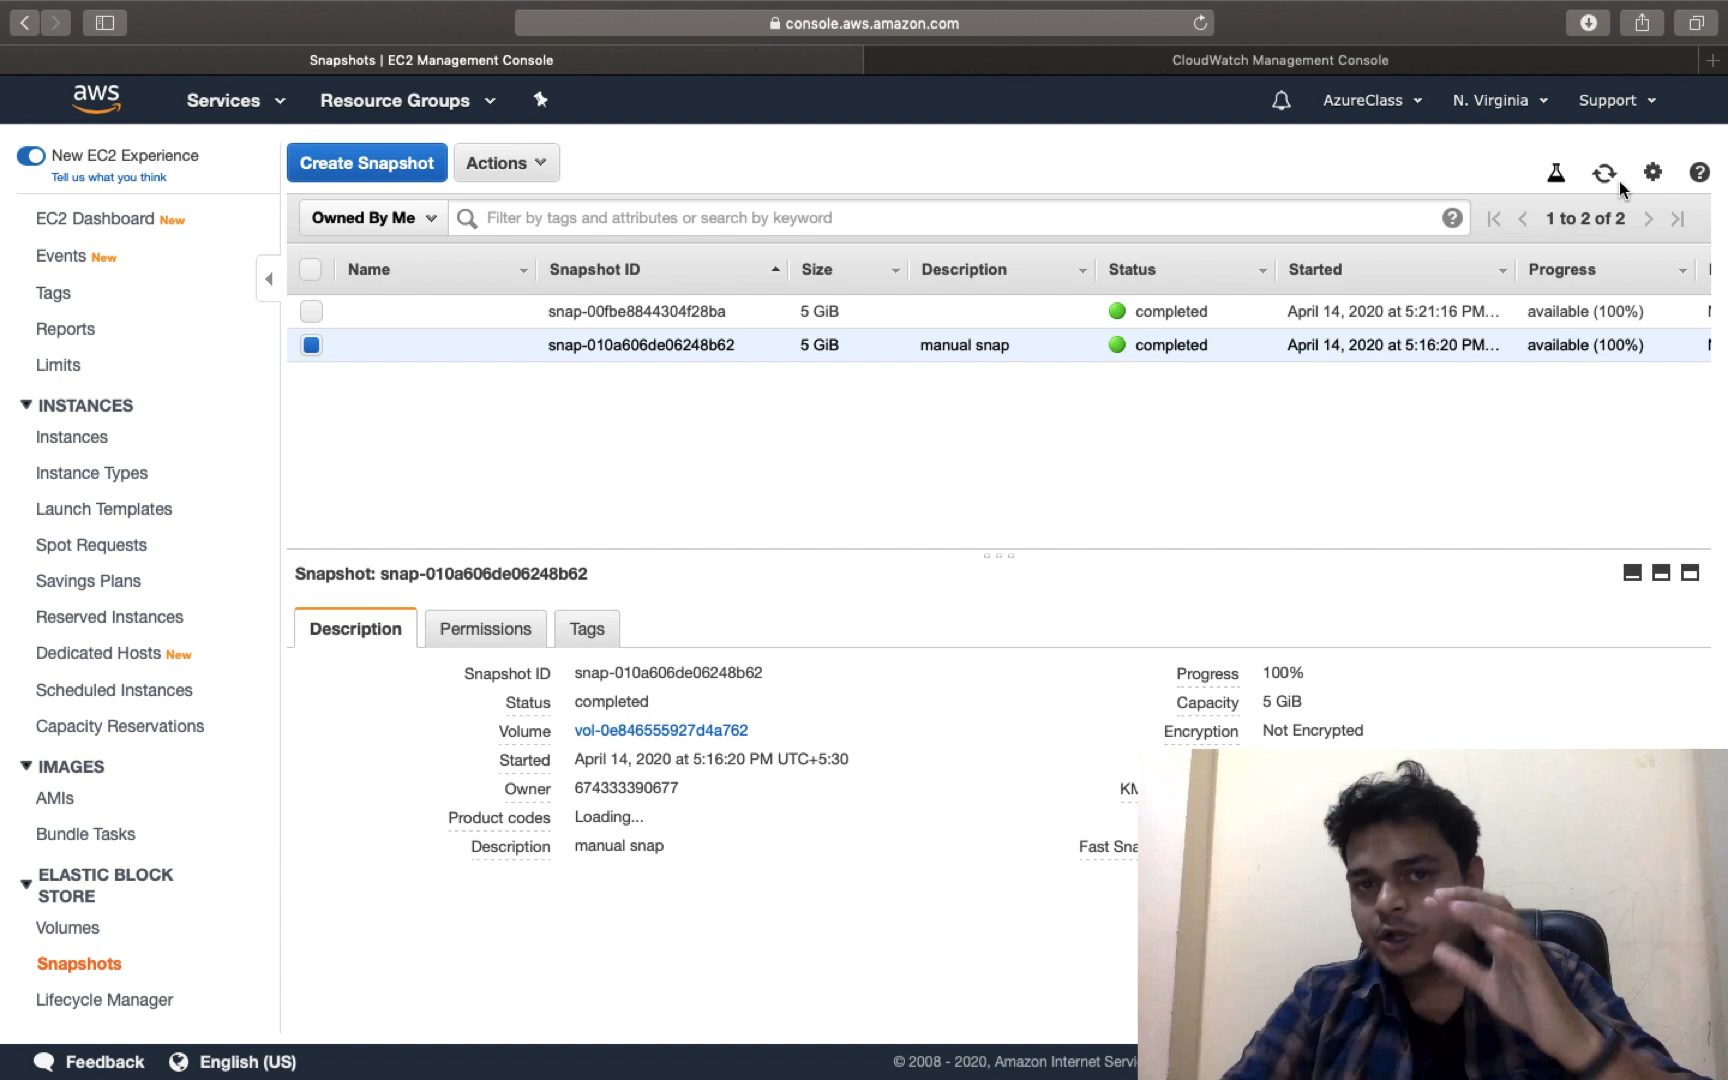 console.aws.amazon.com
Snapshots | EC2 Management Console
CloudWatch Management Console
aws
Services
Resource Groups
AzureClass
N. Virginia
Support
New EC2 Experience
Tell us what you think
EC2 Dashboard New
Events New
Tags
Reports
Limits
INSTANCES
Instances
Instance Types
Launch Templates
Spot Requests
Savings Plans
Reserved Instances
Dedicated Hosts New
Scheduled Instances
Capacity Reservations
IMAGES
AMIs
Bundle Tasks
ELASTIC BLOCK
STORE
Volumes
Snapshots
Lifecycle Manager
Create Snapshot
Actions
Owned By Me
Filter by tags and attributes or search by keyword
1 to 2 of 2
Name Snapshot ID Size Description Status Started Progress
snap-00fbe8844304f28ba 5 GiB completed April 14, 2020 at 5:21:16 PM... available (100%)
snap-010a606de06248b62 5 GiB manual snap completed April 14, 2020 at 5:16:20 PM... available (100%)
Snapshot: snap-010a606de06248b62
Description
Permissions
Tags
Snapshot ID snap-010a606de06248b62
Status completed
Volume vol-0e846555927d4a762
Started April 14, 2020 at 5:16:20 PM UTC+5:30
Owner 674333390677
Product codes Loading...
Description manual snap
Progress 100%
Capacity 5 GiB
Encryption Not Encrypted
KM
Fast Sna
Feedback
English (US)
© 2008 - 2020, Amazon Internet Servi